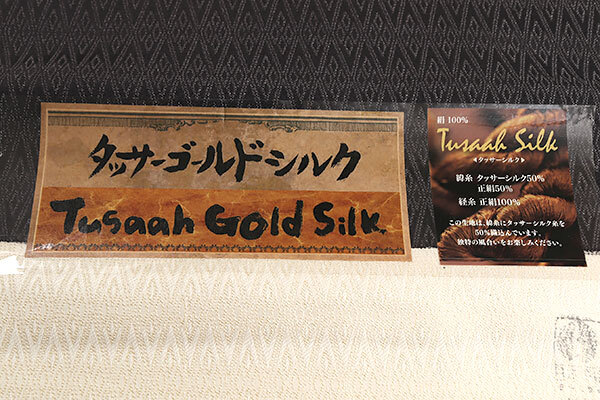 タッサーゴールドシルク
Tusaah Gold Silk.
絹 100%
Tusaah Silk
◀タッサーシルク▶
緯糸 タッサーシルク50%
正絹50%
経糸 正絹100%
この生地は、緯糸にタッサーシルク糸を
50%織込んでいます。
独特の風合いをお楽しみください。